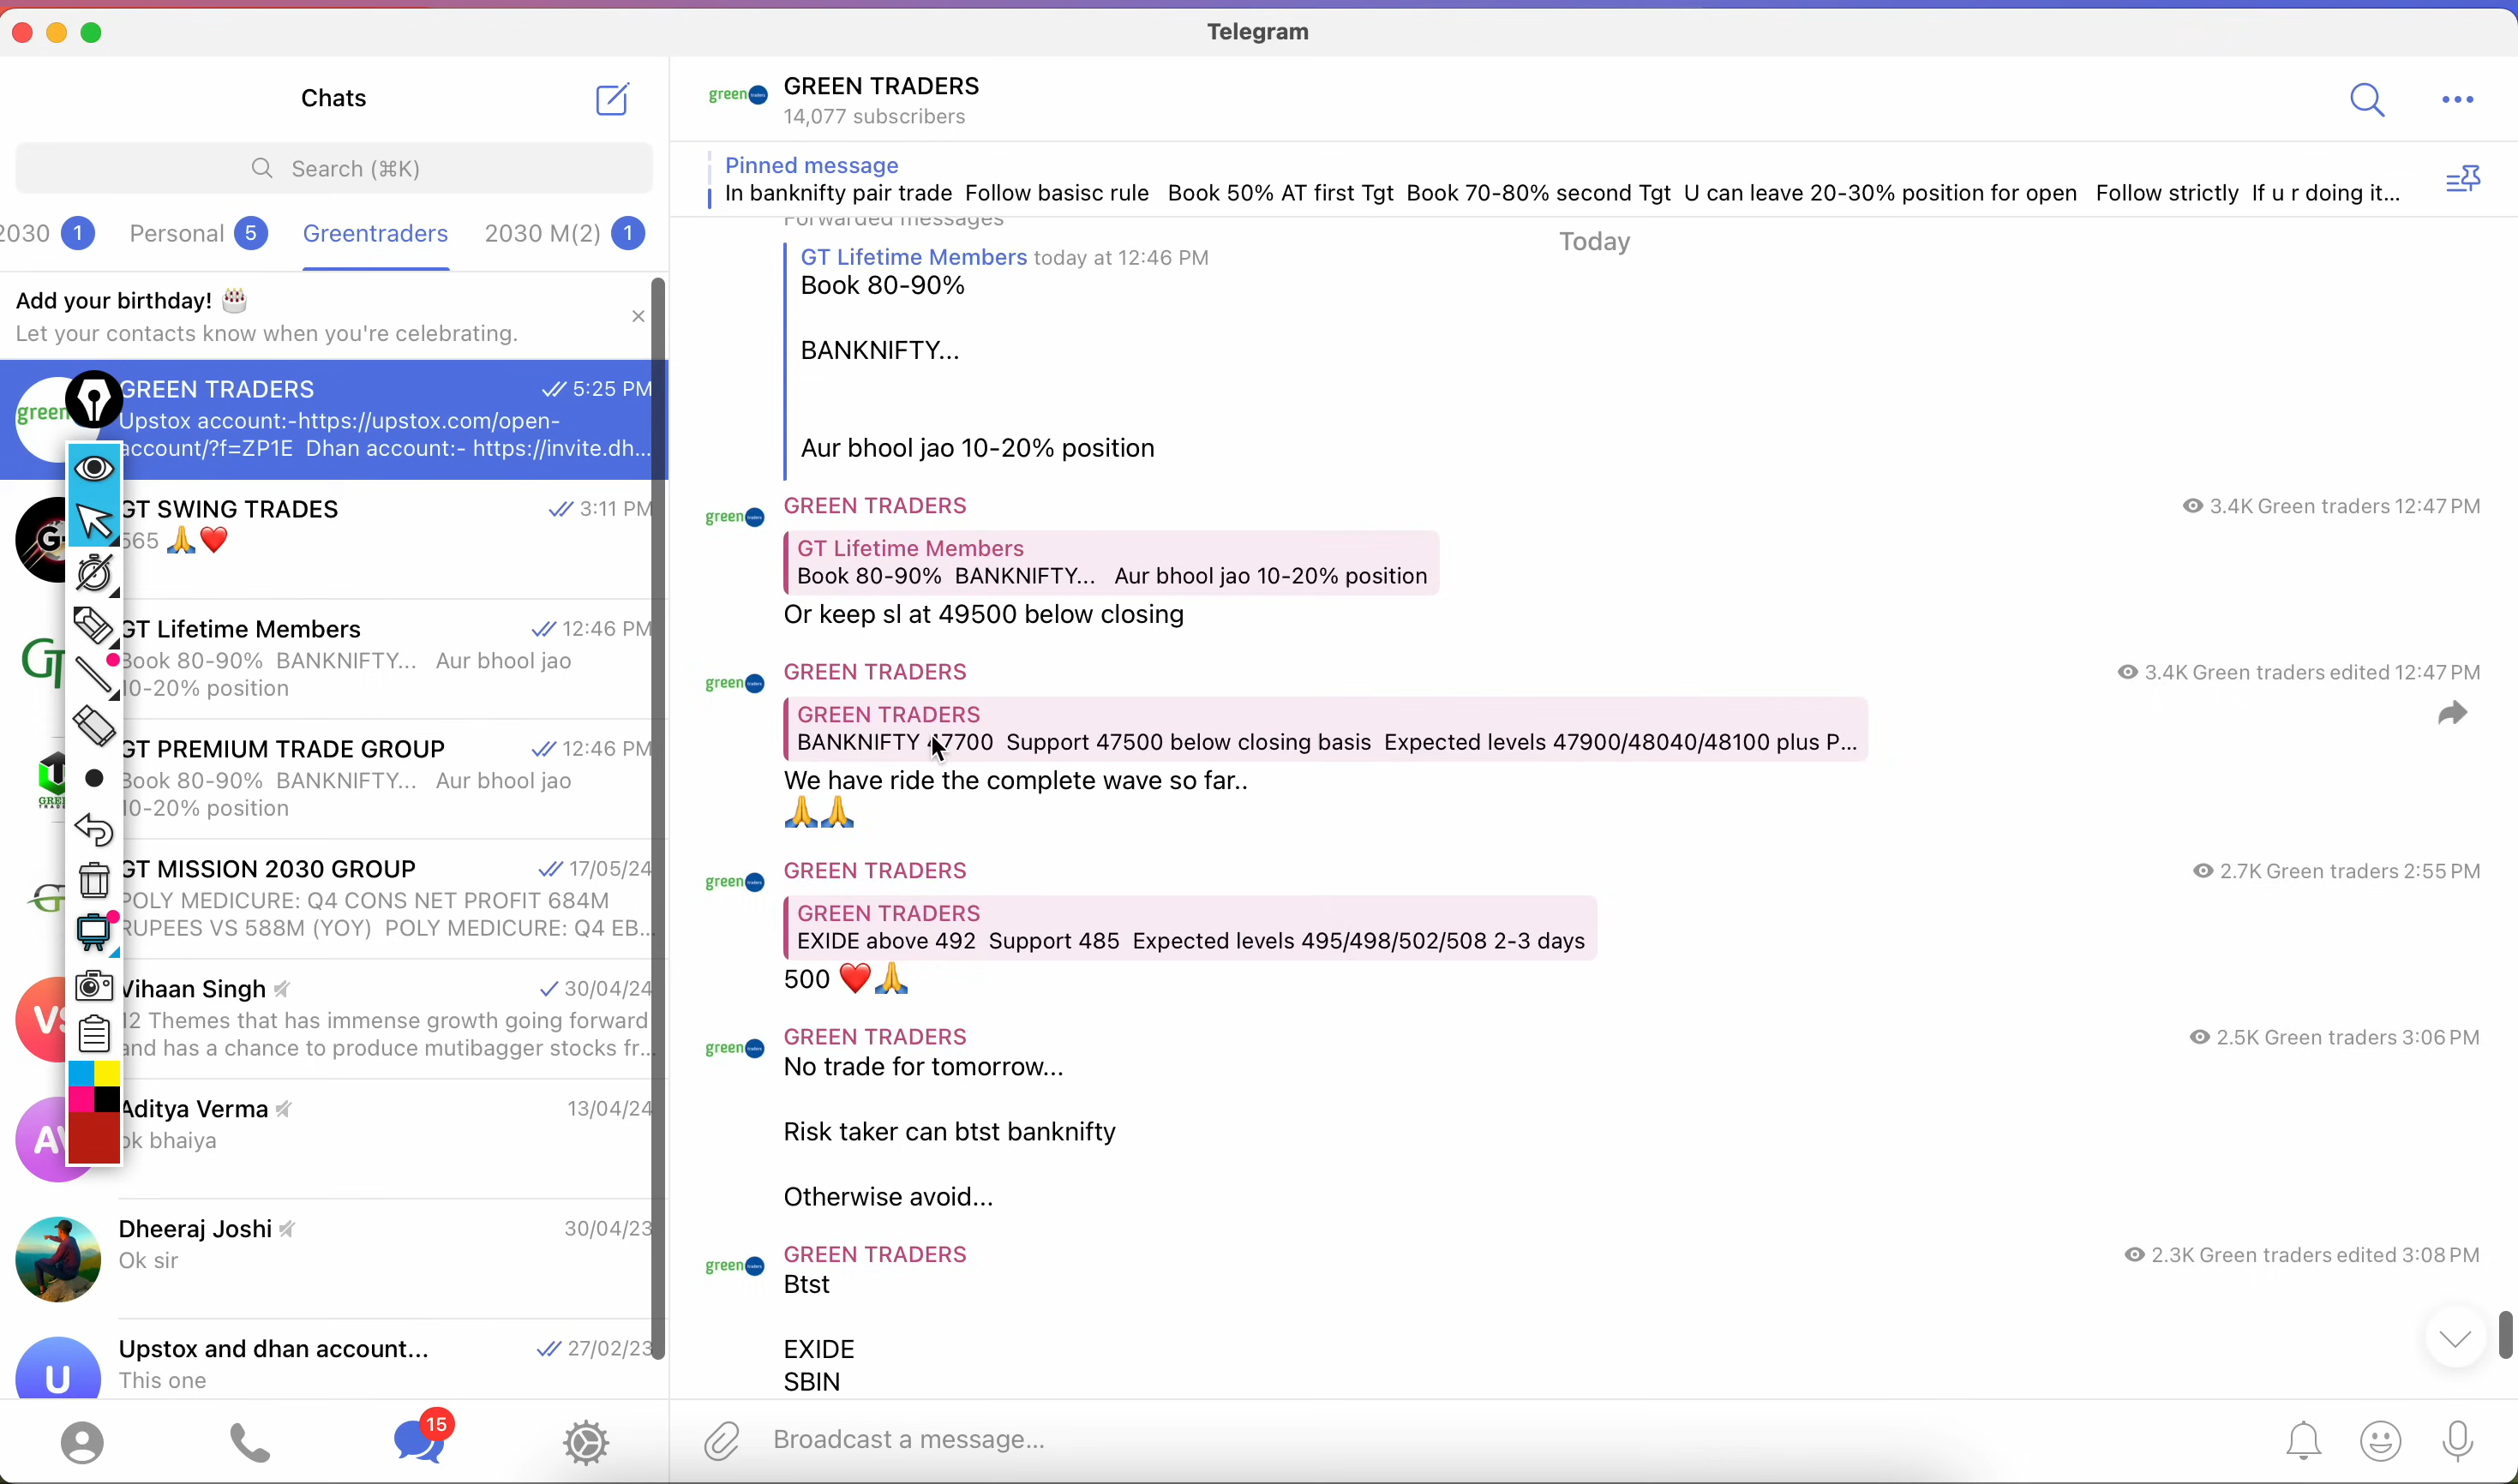 Telegram
Chats
Search (⌘K)
2030 1 Personal 5 Greentraders 2030 M(2) 1
Add your birthday! 🎂
Let your contacts know when you're celebrating.
GREEN TRADERS 5:25 PM
green
Upstox account:-https://upstox.com/open-
account/?f=ZP1E Dhan account:- https://invite.dh...
GT SWING TRADES 3:11 PM
565 🙏❤️
GT Lifetime Members 12:46 PM
Book 80-90% BANKNIFTY... Aur bhool jao
10-20% position
GT PREMIUM TRADE GROUP 12:46 PM
Book 80-90% BANKNIFTY... Aur bhool jao
10-20% position
GT MISSION 2030 GROUP 17/05/24
POLY MEDICURE: Q4 CONS NET PROFIT 684M
RUPEES VS 588M (YOY) POLY MEDICURE: Q4 EB...
Vihaan Singh 30/04/24
12 Themes that has immense growth going forward
and has a chance to produce mutibagger stocks fr...
Aditya Verma 13/04/24
ok bhaiya
Dheeraj Joshi 30/04/23
Ok sir
Upstox and dhan account... 27/02/23
U
This one
15
green GREEN TRADERS
14,077 subscribers
Pinned message
In banknifty pair trade Follow basisc rule Book 50% AT first Tgt Book 70-80% second Tgt U can leave 20-30% position for open Follow strictly If u r doing it...
Forwarded messages
Today
GT Lifetime Members today at 12:46 PM
Book 80-90%
BANKNIFTY...
Aur bhool jao 10-20% position
green GREEN TRADERS 3.4K Green traders 12:47 PM
GT Lifetime Members
Book 80-90% BANKNIFTY... Aur bhool jao 10-20% position
Or keep sl at 49500 below closing
green GREEN TRADERS 3.4K Green traders edited 12:47 PM
GREEN TRADERS
BANKNIFTY 47700 Support 47500 below closing basis Expected levels 47900/48040/48100 plus P...
We have ride the complete wave so far..
🙏🙏
green GREEN TRADERS 2.7K Green traders 2:55 PM
GREEN TRADERS
EXIDE above 492 Support 485 Expected levels 495/498/502/508 2-3 days
500 ❤️🙏
green GREEN TRADERS 2.5K Green traders 3:06 PM
No trade for tomorrow...
Risk taker can btst banknifty
Otherwise avoid...
green GREEN TRADERS 2.3K Green traders edited 3:08 PM
Btst
EXIDE
SBIN
Broadcast a message...